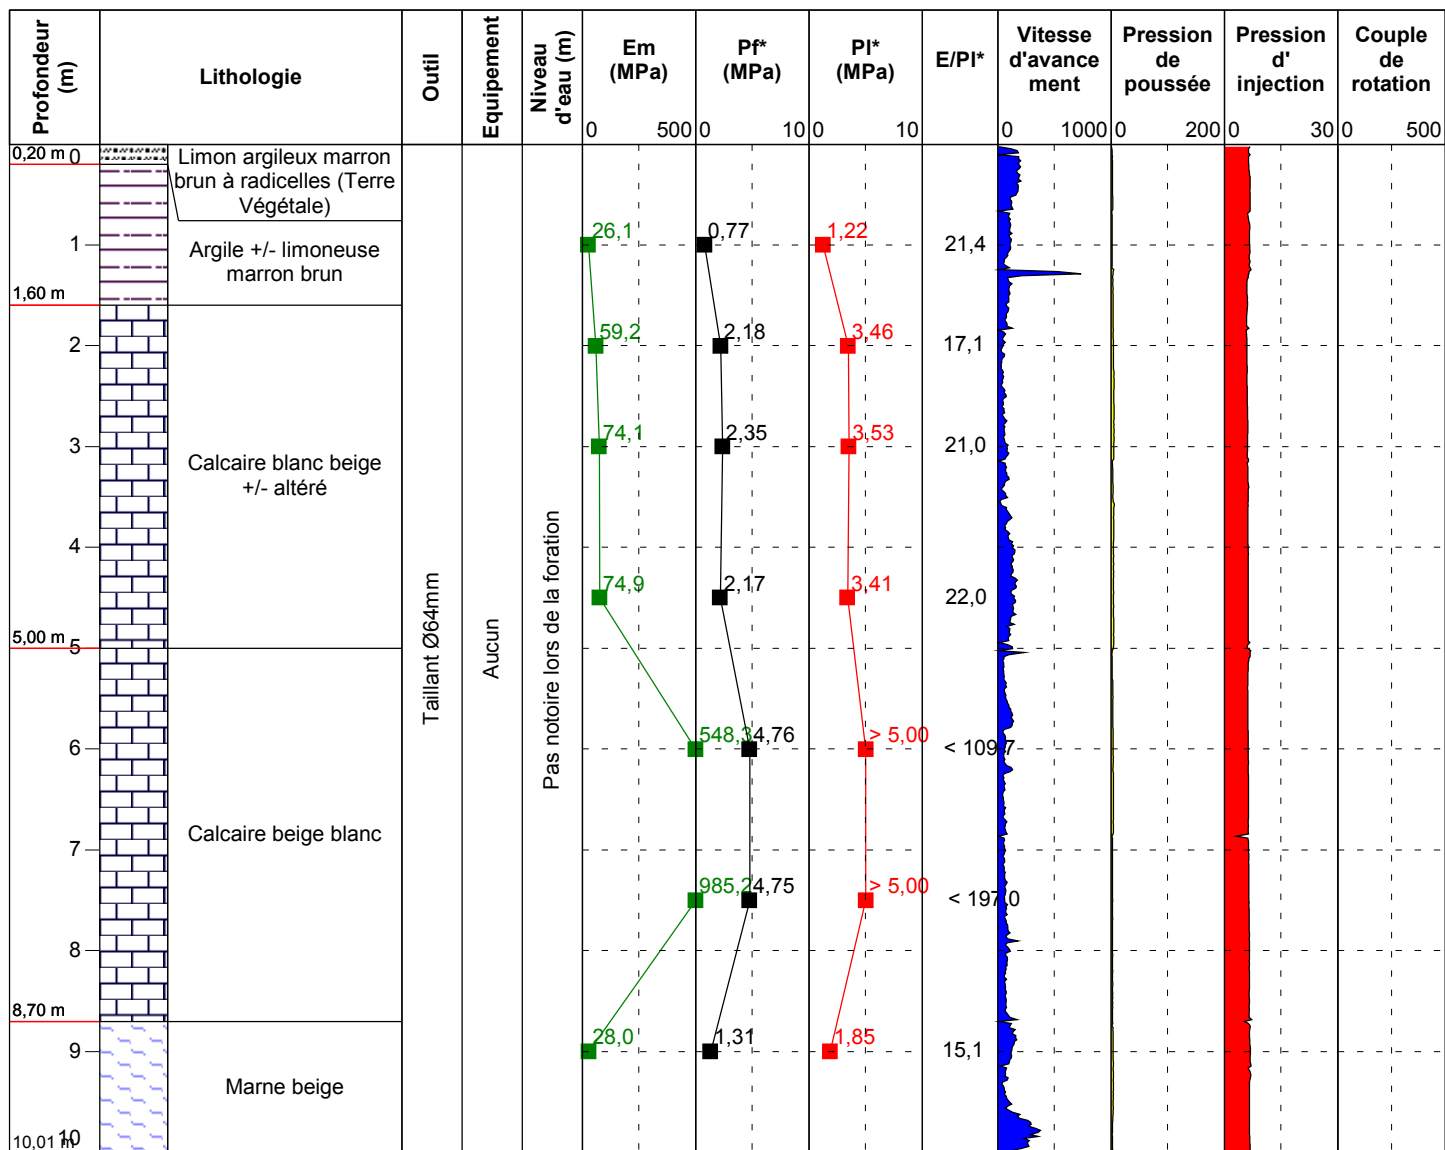 Profondeur
(m)
Lithologie
Outil
Equipement
Niveau
d'eau (m)
Em
(MPa)
0 500
Pf*
(MPa)
0 10
Pl*
(MPa)
0 10
E/Pl*
Vitesse
d'avance
ment
0 1000
Pression
de
poussée
0 200
Pression
d'
injection
0 30
Couple
de
rotation
0 500
0,20 m
0
Limon argileux marron
brun à radicelles (Terre
Végétale)
1
26,1
0,77
1,22
21,4
Argile +/- limoneuse
marron brun
1,60 m
2
59,2
2,18
3,46
17,1
3
74,1
2,35
3,53
21,0
Calcaire blanc beige
+/- altéré
4
74,9
2,17
3,41
22,0
5,00 m
5
Taillant Ø64mm
Aucun
Pas notoire lors de la foration
6
548,3
4,76
> 5,00
< 109,7
Calcaire beige blanc
7
985,2
4,75
> 5,00
< 197,0
8
8,70 m
9
28,0
1,31
1,85
15,1
Marne beige
10,01 m
10